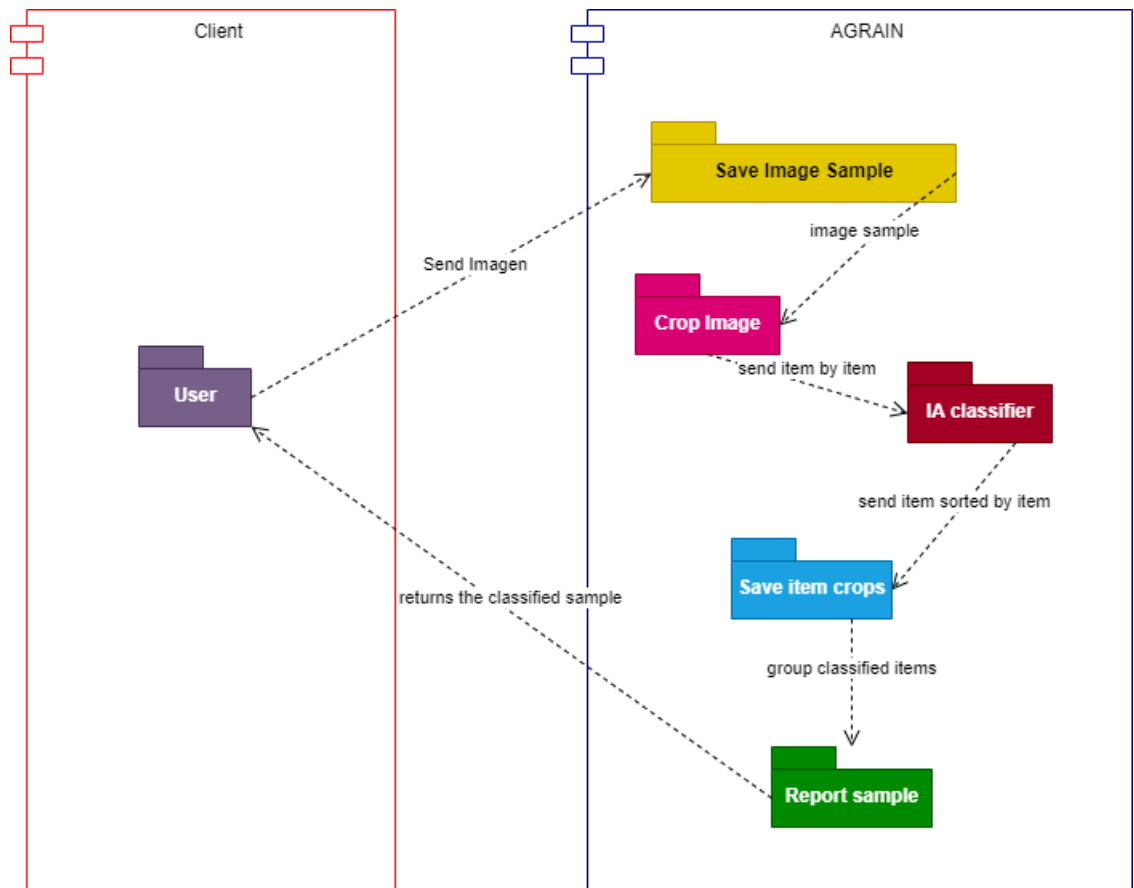 Client
AGRAIN
Save Image Sample
image sample
Send Imagen
Crop Image
send item by item
User
IA classifier
send item sorted by item
Save item crops
returns the classified sample
group classified items
Report sample